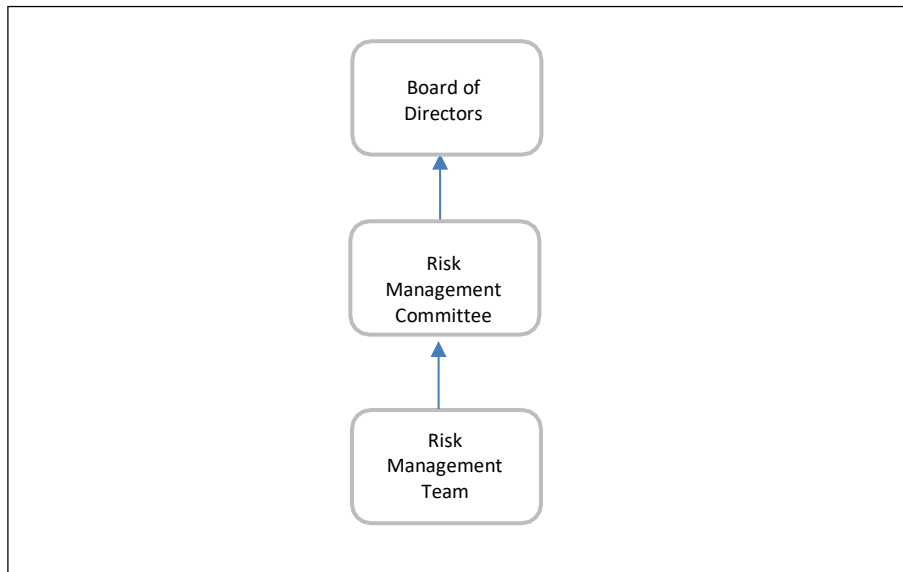 Board of
Directors
Risk
Management
Committee
Risk
Management
Team